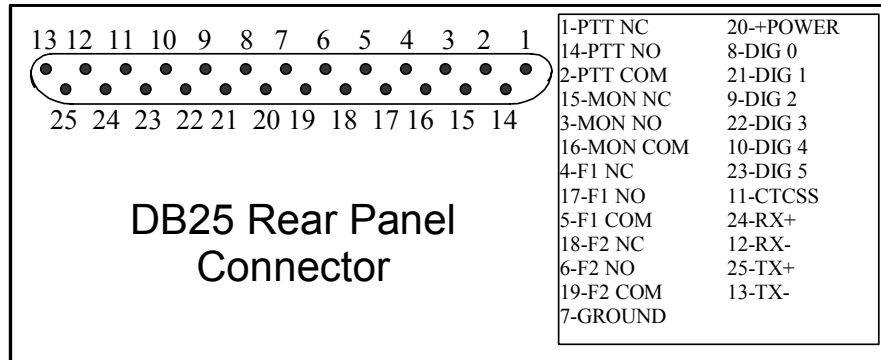 13 12 11 10 9 8 7 6 5 4 3 2 1
25 24 23 22 21 20 19 18 17 16 15 14
DB25 Rear Panel
Connector
1-PTT NC
14-PTT NO
2-PTT COM
15-MON NC
3-MON NO
16-MON COM
4-F1 NC
17-F1 NO
5-F1 COM
18-F2 NC
6-F2 NO
19-F2 COM
7-GROUND
20-+POWER
8-DIG 0
21-DIG 1
9-DIG 2
22-DIG 3
10-DIG 4
23-DIG 5
11-CTCSS
24-RX+
12-RX-
25-TX+
13-TX-